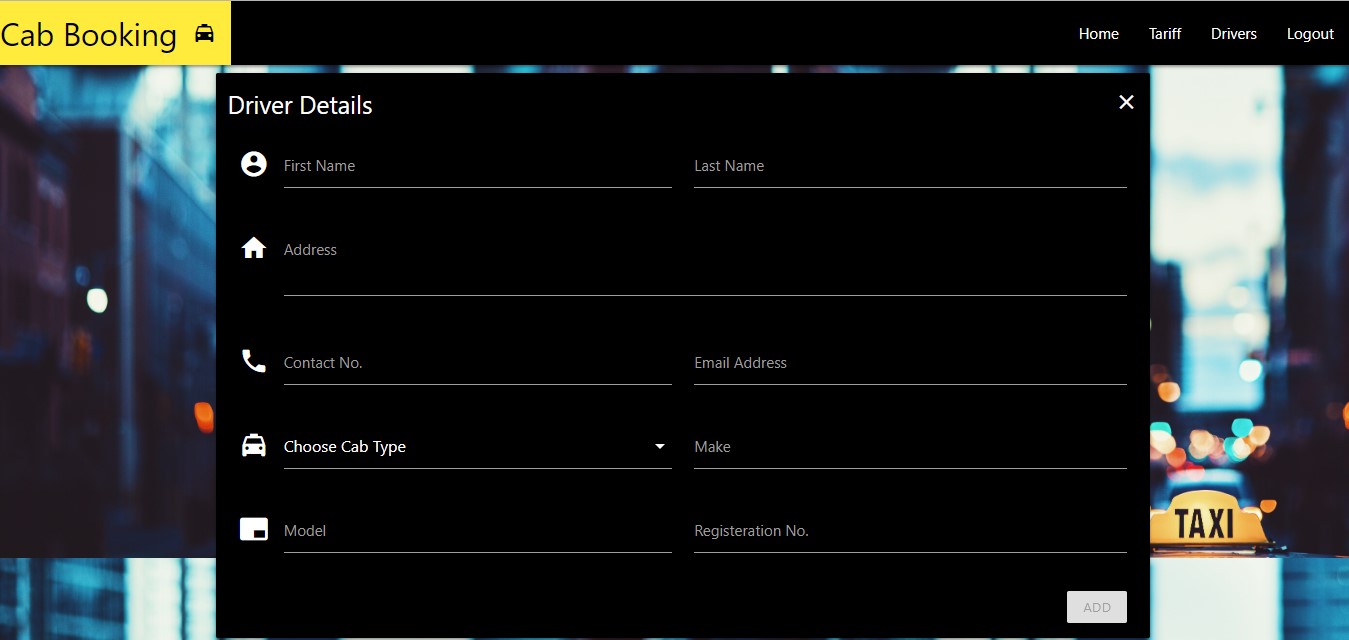 Cab Booking
Home Tariff Drivers Logout
Driver Details
First Name Last Name
Address
Contact No. Email Address
Choose Cab Type Make
Model Registeration No.
TAXI
ADD